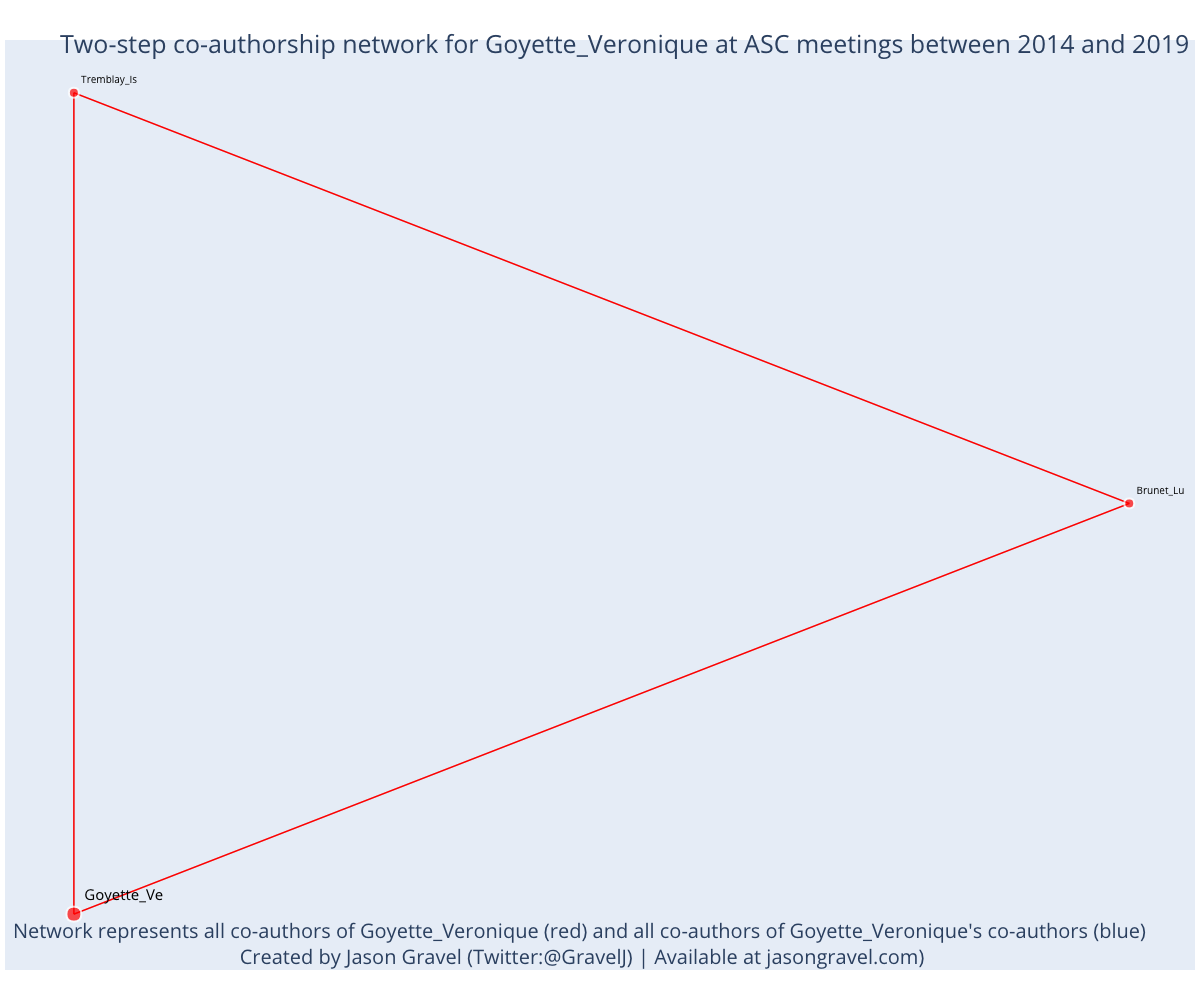 Two-step co-authorship network for Goyette_Veronique at ASC meetings between 2014 and 2019
Tremblay_Is
Brunet_Lu
Goyette_Ve
Network represents all co-authors of Goyette_Veronique (red) and all co-authors of Goyette_Veronique's co-authors (blue)
Created by Jason Gravel (Twitter:@GravelJ) | Available at jasongravel.com)